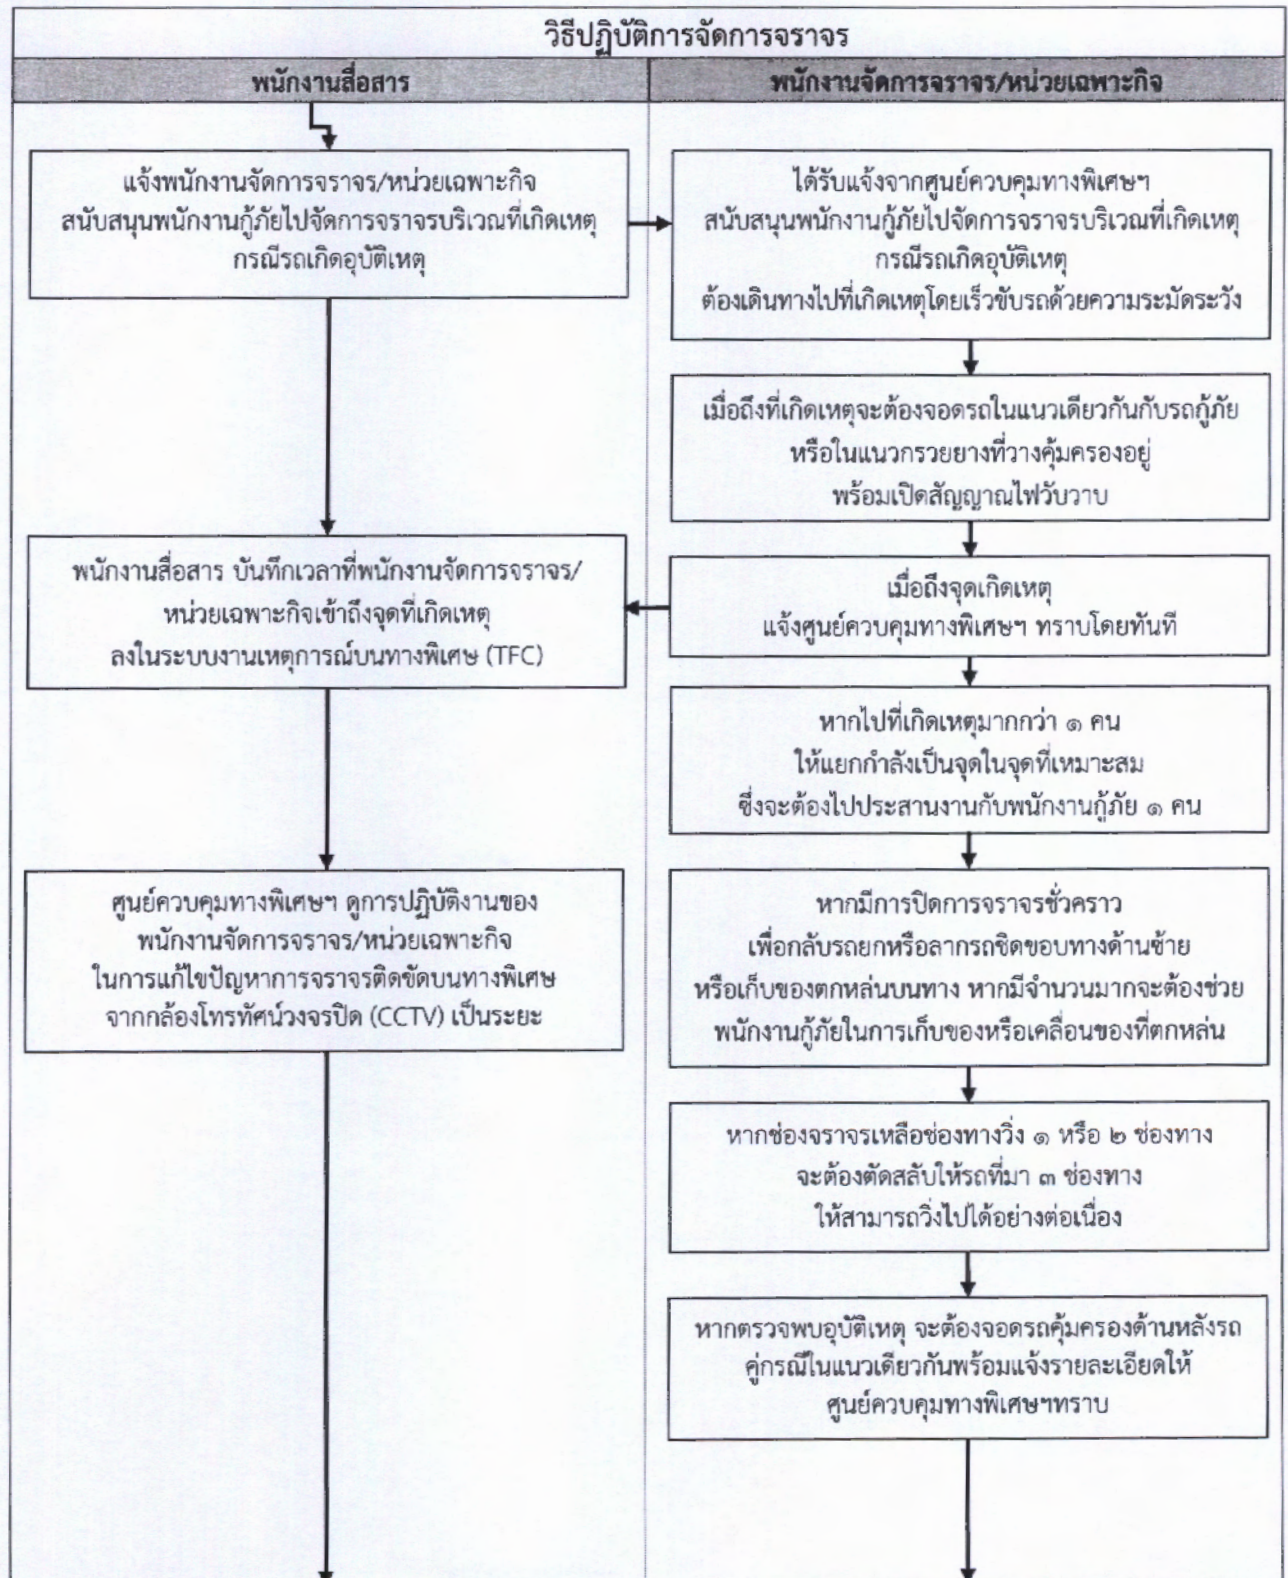 วิธีปฏิบัติการจัดการจราจร
พนักงานสื่อสาร
พนักงานจัดการจราจร/หน่วยเฉพาะกิจ
แจ้งพนักงานจัดการจราจร/หน่วยเฉพาะกิจ
สนับสนุนพนักงานกู้ภัยไปจัดการจราจรบริเวณที่เกิดเหตุ
กรณีรถเกิดอุบัติเหตุ
ได้รับแจ้งจากศูนย์ควบคุมทางพิเศษฯ
สนับสนุนพนักงานกู้ภัยไปจัดการจราจรบริเวณที่เกิดเหตุ
กรณีรถเกิดอุบัติเหตุ
ต้องเดินทางไปที่เกิดเหตุโดยเร็วขับรถด้วยความระมัดระวัง
เมื่อถึงที่เกิดเหตุจะต้องจอดรถในแนวเดียวกันกับรถกู้ภัย
หรือในแนวกรวยยางที่วางคุ้มครองอยู่
พร้อมเปิดสัญญาณไฟวับวาบ
เมื่อถึงจุดเกิดเหตุ
แจ้งศูนย์ควบคุมทางพิเศษฯ ทราบโดยทันที
พนักงานสื่อสาร บันทึกเวลาที่พนักงานจัดการจราจร/
หน่วยเฉพาะกิจเข้าถึงจุดที่เกิดเหตุ
ลงในระบบงานเหตุการณ์บนทางพิเศษ (TFC)
หากไปที่เกิดเหตุมากกว่า ๑ คน
ให้แยกกำลังเป็นจุดในจุดที่เหมาะสม
ซึ่งจะต้องไปประสานงานกับพนักงานกู้ภัย ๑ คน
ศูนย์ควบคุมทางพิเศษฯ ดูการปฏิบัติงานของ
พนักงานจัดการจราจร/หน่วยเฉพาะกิจ
ในการแก้ไขปัญหาการจราจรติดขัดบนทางพิเศษ
จากกล้องโทรทัศน์วงจรปิด (CCTV) เป็นระยะ
หากมีการปิดการจราจรชั่วคราว
เพื่อกลับรถยกหรือลากรถชิดขอบทางด้านซ้าย
หรือเก็บของตกหล่นบนทาง หากมีจำนวนมากจะต้องช่วย
พนักงานกู้ภัยในการเก็บของหรือเคลื่อนของที่ตกหล่น
หากช่องจราจรเหลือช่องทางวิ่ง ๑ หรือ ๒ ช่องทาง
จะต้องตัดสลับให้รถที่มา ๓ ช่องทาง
ให้สามารถวิ่งไปได้อย่างต่อเนื่อง
หากตรวจพบอุบัติเหตุ จะต้องจอดรถคุ้มครองด้านหลังรถ
คู่กรณีในแนวเดียวกันพร้อมแจ้งรายละเอียดให้
ศูนย์ควบคุมทางพิเศษฯทราบ